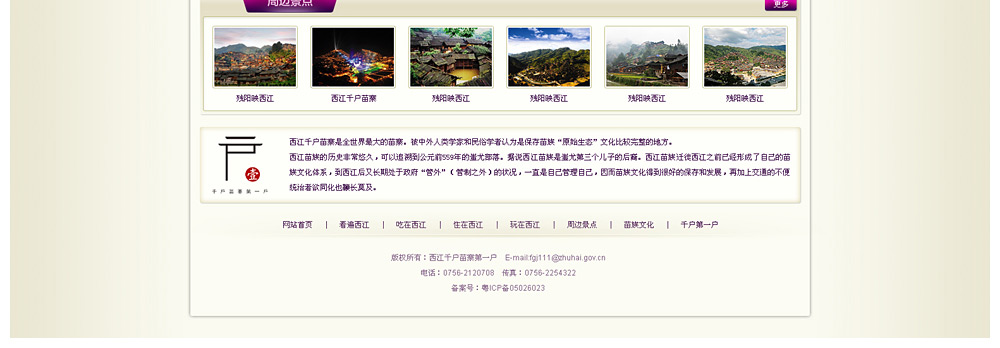 周边景点
更多
残阳映西江 西江千户苗寨 残阳映西江 残阳映西江 残阳映西江 残阳映西江
西江千户苗寨是全世界最大的苗寨。被中外人类学家和民俗学者认为是保存苗族“原始生态”文化比较完整的地方。
西江苗族的历史非常悠久，可以追溯到公元前559年的蚩尤部落。据说西江苗族是蚩尤第三个儿子的后裔。西江苗族迁徙西江之前已经形成了自己的苗
族文化体系，到西江后又长期处于政府“管外”（管制之外）的状况，一直是自己管理自己，因而苗族文化得到很好的保存和发展，再加上交通的不便
统治者欲同化也鞭长莫及。
壹
千户苗寨第一户
网站首页 | 看遍西江 | 吃在西江 | 住在西江 | 玩在西江 | 周边景点 | 苗族文化 | 千户第一户
版权所有：西江千户苗寨第一户 E-mail:fgj111@zhuhai.gov.cn
电话：0756-2120708 传真：0756-2254322
备案号：粤ICP备05026023